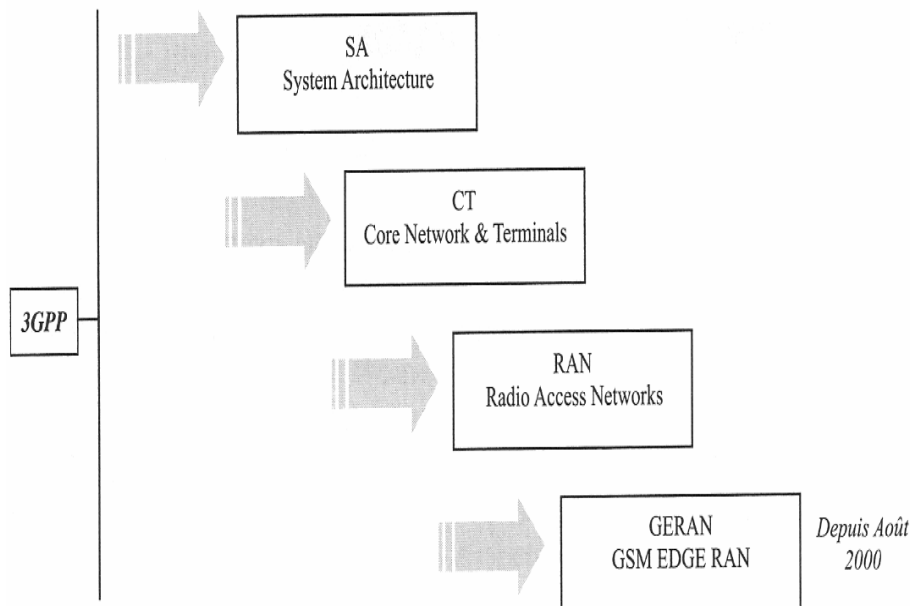 SA
System Architecture
CT
Core Network & Terminals
3GPP
RAN
Radio Access Networks
GERAN
GSM EDGE RAN
Depuis Août
2000